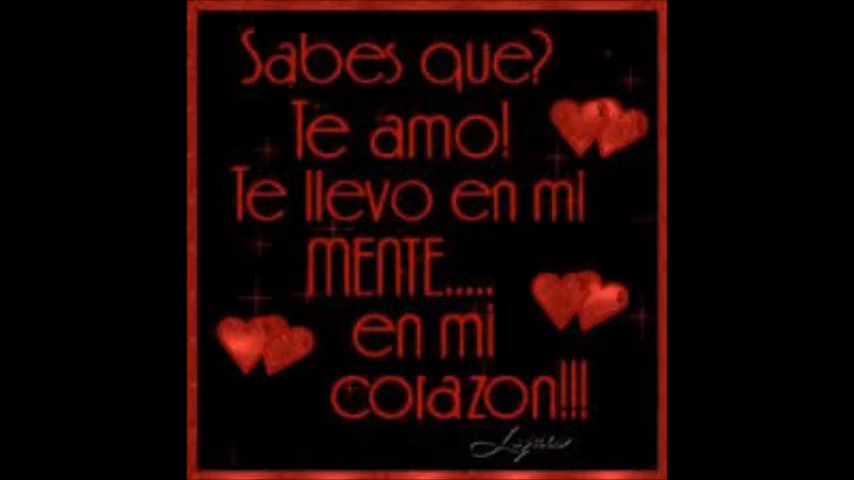 Sabes que?
Te amo!
Te llevo en mi
MENTE.....
en mi
corazon!!!